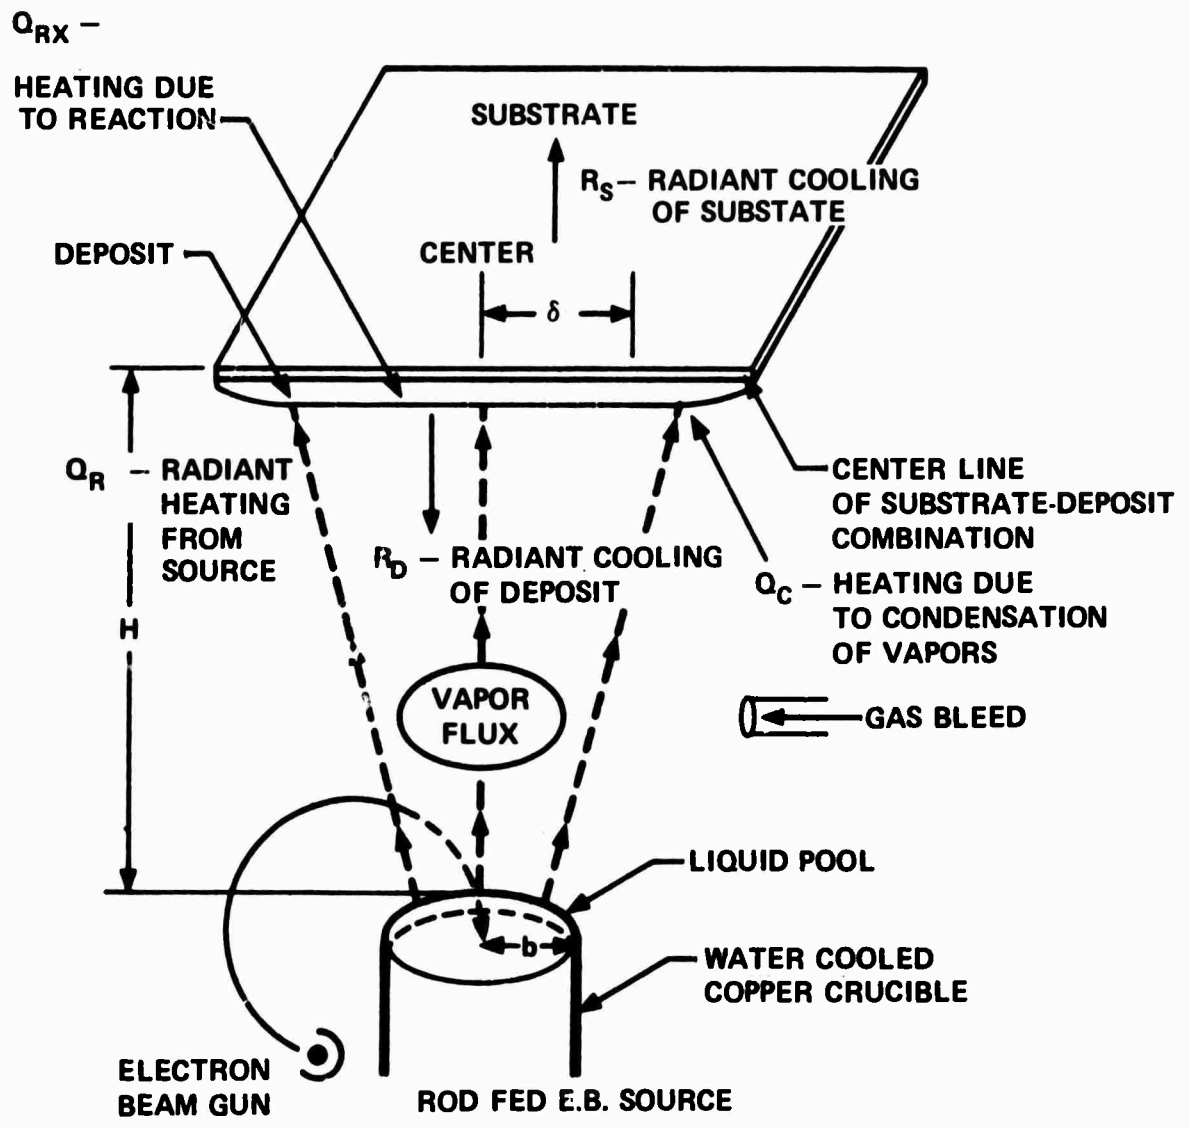 Q_RX –
HEATING DUE
TO REACTION
SUBSTRATE
R_S – RADIANT COOLING
OF SUBSTATE
DEPOSIT
CENTER
δ
Q_R – RADIANT
HEATING
FROM
SOURCE
H
R_D – RADIANT COOLING
OF DEPOSIT
CENTER LINE
OF SUBSTRATE-DEPOSIT
COMBINATION
Q_C – HEATING DUE
TO CONDENSATION
OF VAPORS
VAPOR
FLUX
GAS BLEED
LIQUID POOL
b
WATER COOLED
COPPER CRUCIBLE
ELECTRON
BEAM GUN
ROD FED E.B. SOURCE